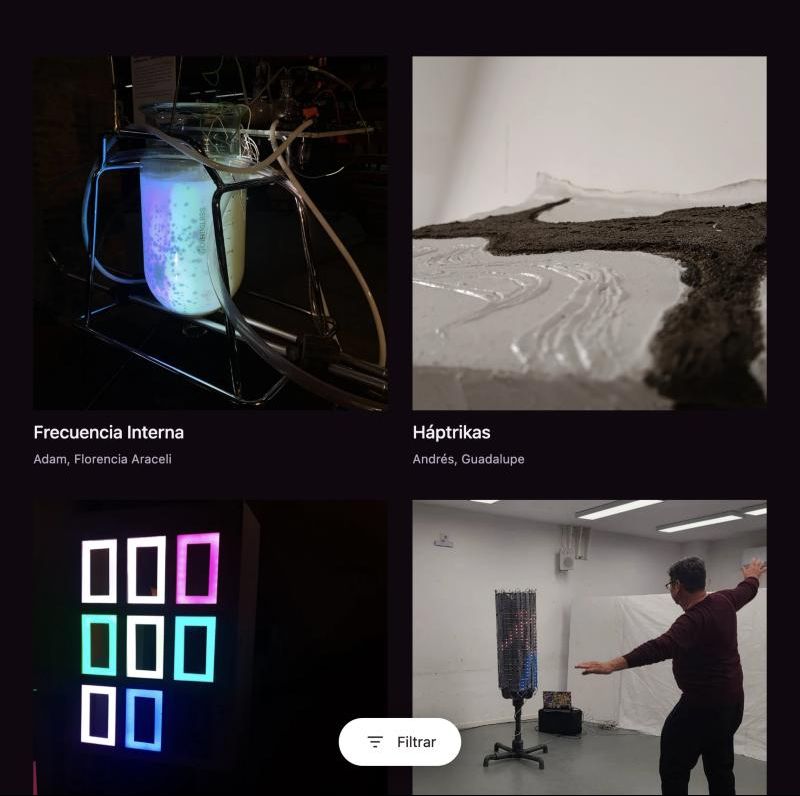 Frecuencia Interna
Adam, Florencia Araceli
Háptrikas
Andrés, Guadalupe
Filtrar